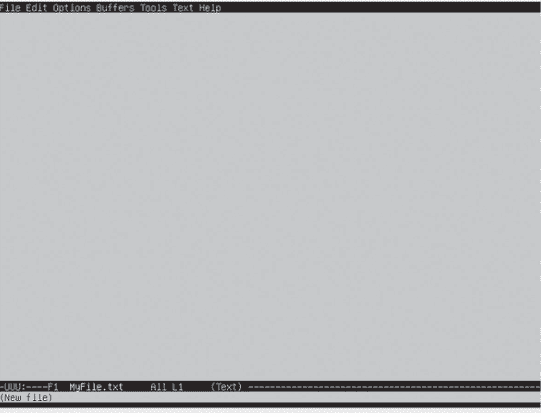 File Edit Options Buffers Tools Text Help
-UUU:----F1  MyFile.txt     All L1     (Text) ------------------------------------------------------
(New file)